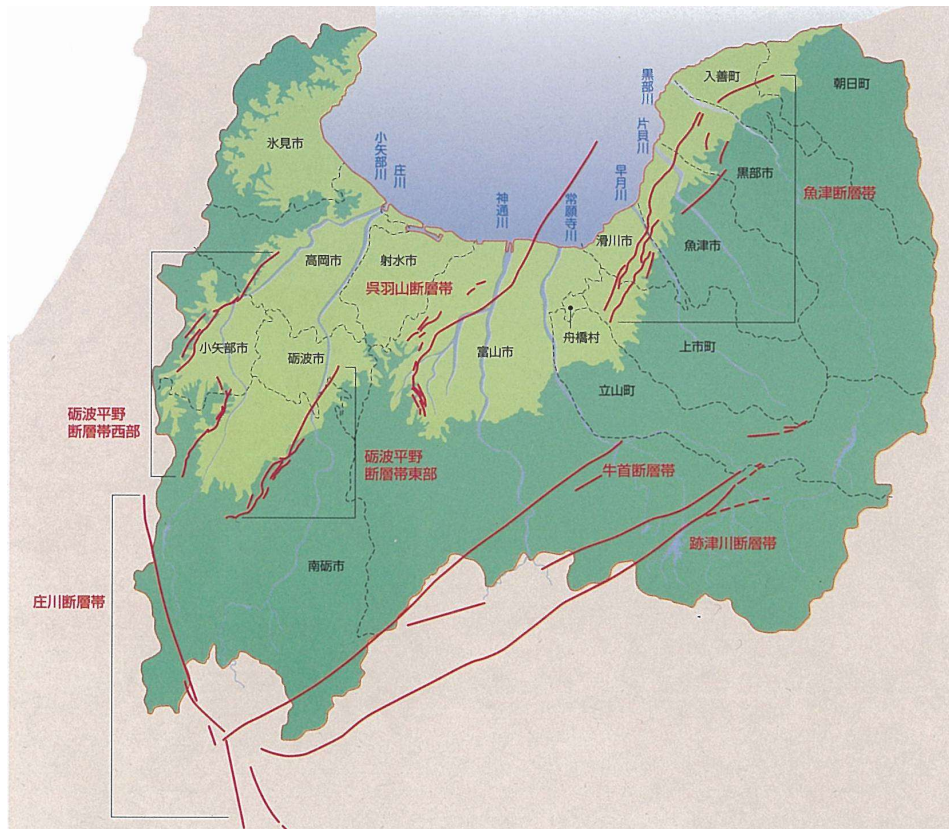 入善町
朝日町
黒部川
片貝川
小矢部川
庄川
氷見市
早月川
黒部市
神通川
常願寺川
魚津断層帯
滑川市
魚津市
高岡市
射水市
呉羽山断層帯
舟橋村
小矢部市
砺波市
富山市
上市町
立山町
砺波平野
断層帯西部
砺波平野
断層帯東部
牛首断層帯
跡津川断層帯
南砺市
庄川断層帯